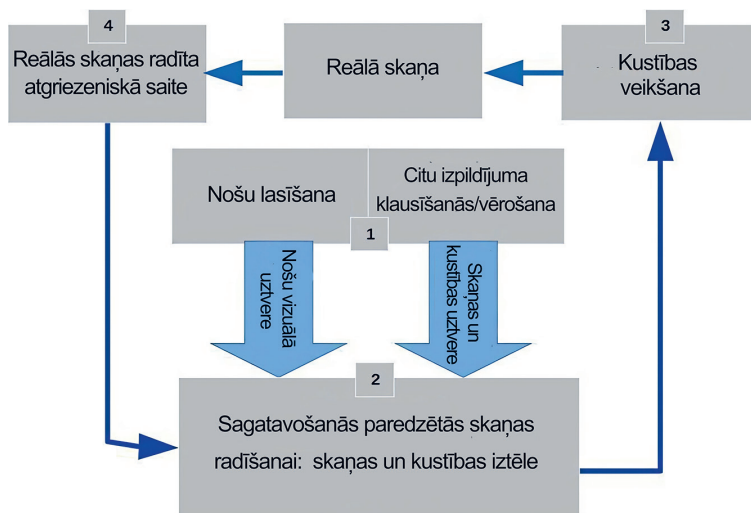 4
Reālās skaņas radīta
atgriezeniskā saite
Reālā skaņa
3
Kustības
veikšana
Nošu lasīšana
Citu izpildījuma
klausīšanās/vērošana
1
Nošu vizuālā
uztvere
Skaņas un
kustības uztvere
2
Sagatavošanās paredzētās skaņas
radīšanai: skaņas un kustības iztēle